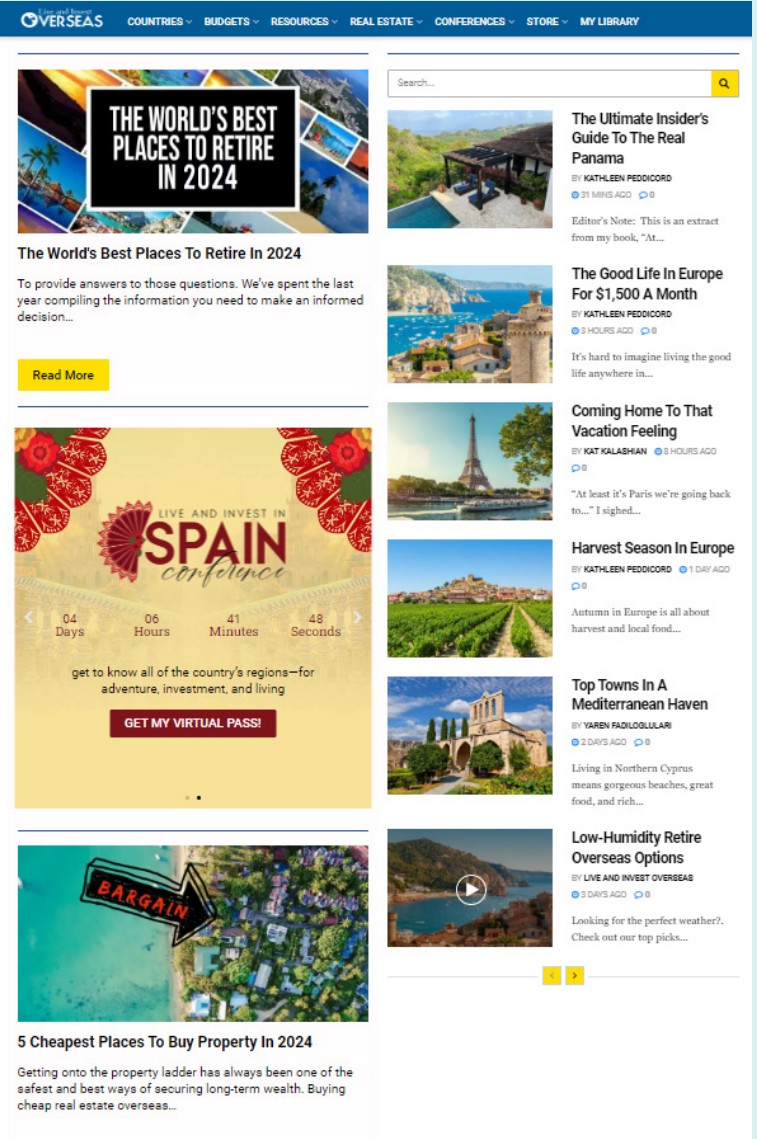 Live and Invest
OVERSEAS
COUNTRIES
BUDGETS
RESOURCES
REAL ESTATE
CONFERENCES
STORE
MY LIBRARY
THE WORLD'S BEST
PLACES TO RETIRE
IN 2024
The World's Best Places To Retire In 2024
To provide answers to those questions. We've spent the last
year compiling the information you need to make an informed
decision...
Read More
LIVE AND INVEST IN
SPAIN
conference
04
Days
06
Hours
41
Minutes
48
Seconds
get to know all of the country's regions—for
adventure, investment, and living
GET MY VIRTUAL PASS!
BARGAIN
5 Cheapest Places To Buy Property In 2024
Getting onto the property ladder has always been one of the
safest and best ways of securing long-term wealth. Buying
cheap real estate overseas...
Search...
The Ultimate Insider's
Guide To The Real
Panama
BY KATHLEEN PEDDICORD
31 MINS AGO 0
Editor's Note: This is an extract
from my book, “At...
The Good Life In Europe
For $1,500 A Month
BY KATHLEEN PEDDICORD
3 HOURS AGO 0
It's hard to imagine living the good
life anywhere in...
Coming Home To That
Vacation Feeling
BY KAT KALASHIAN 8 HOURS AGO
0
“At least it's Paris we're going back
to...” I sighed...
Harvest Season In Europe
BY KATHLEEN PEDDICORD 1 DAY AGO
0
Autumn in Europe is all about
harvest and local food...
Top Towns In A
Mediterranean Haven
BY YAREN FADILOGLULARI
2 DAYS AGO 0
Living in Northern Cyprus
means gorgeous beaches, great
food, and rich...
Low-Humidity Retire
Overseas Options
BY LIVE AND INVEST OVERSEAS
3 DAYS AGO 0
Looking for the perfect weather?.
Check out our top picks...